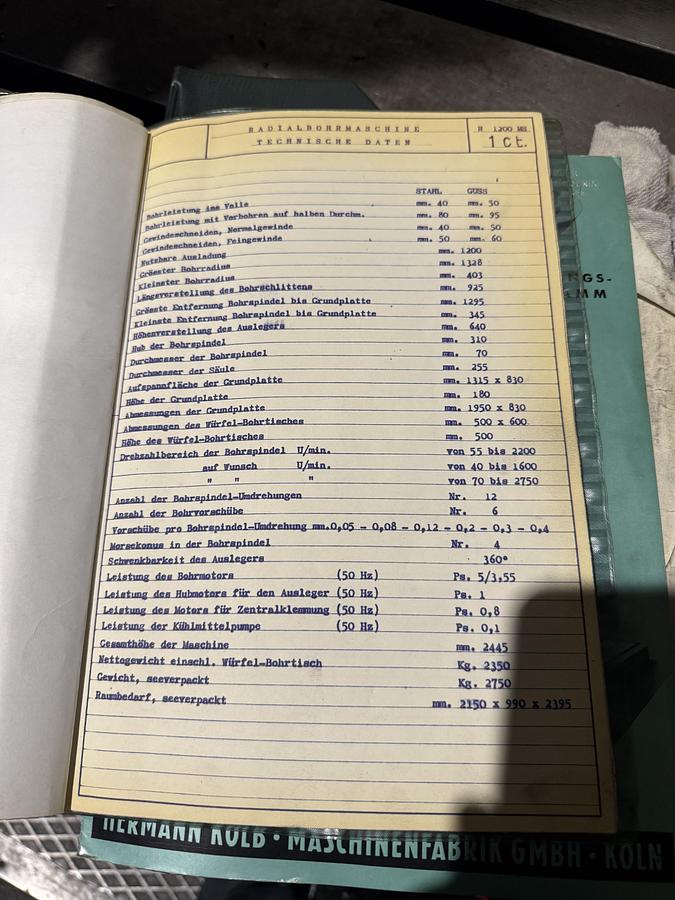 RADIALBOHRMASCHINE
TECHNISCHE DATEN
R 1200 MS
1 ct.
STAHL GUSS
Bohrleistung ins Volle mm. 40 mm. 50
Bohrleistung mit Vorbohren auf halben Durchm. mm. 80 mm. 95
Gewindeschneiden, Normalgewinde mm. 40 mm. 50
Gewindeschneiden, Feingewinde mm. 50 mm. 60
Nutzbare Ausladung mm. 1200
Grösster Bohrradius mm. 1328
Kleinster Bohrradius mm. 403
Längsverstellung des Bohrschlittens mm. 925
Grösste Entfernung Bohrspindel bis Grundplatte mm. 1295
Kleinste Entfernung Bohrspindel bis Grundplatte mm. 345
Höhenverstellung des Auslegers mm. 640
Hub der Bohrspindel mm. 310
Durchmesser der Bohrspindel mm. 70
Durchmesser der Säule mm. 255
Aufspannfläche der Grundplatte mm. 1315 x 830
Höhe der Grundplatte mm. 180
Abmessungen der Grundplatte mm. 1950 x 830
Abmessungen des Würfel-Bohrtisches mm. 500 x 600
Höhe des Würfel-Bohrtisches mm. 500
Drehzahlbereich der Bohrspindel U/min. von 55 bis 2200
auf Wunsch U/min. von 40 bis 1600
" " " von 70 bis 2750
Anzahl der Bohrspindel-Umdrehungen Nr. 12
Anzahl der Bohrvorschübe Nr. 6
Vorschübe pro Bohrspindel-Umdrehung mm.0,05 - 0,08 - 0,12 - 0,2 - 0,3 - 0,4
Morsekonus in der Bohrspindel Nr. 4
Schwenkbarkeit des Auslegers 360°
Leistung des Bohrmotors (50 Hz) Ps. 5/3,55
Leistung des Hubmotors für den Ausleger (50 Hz) Ps. 1
Leistung des Motors für Zentralklemmung (50 Hz) Ps. 0,8
Leistung der Kühlmittelpumpe (50 Hz) Ps. 0,1
Gesamthöhe der Maschine mm. 2445
Nettogewicht einschl. Würfel-Bohrtisch Kg. 2350
Gewicht, seeverpackt Kg. 2750
Raumbedarf, seeverpackt mm. 2150 x 990 x 2395
NGS-
AMM
HERMANN KOLB · MASCHINENFABRIK GMBH · KÖLN